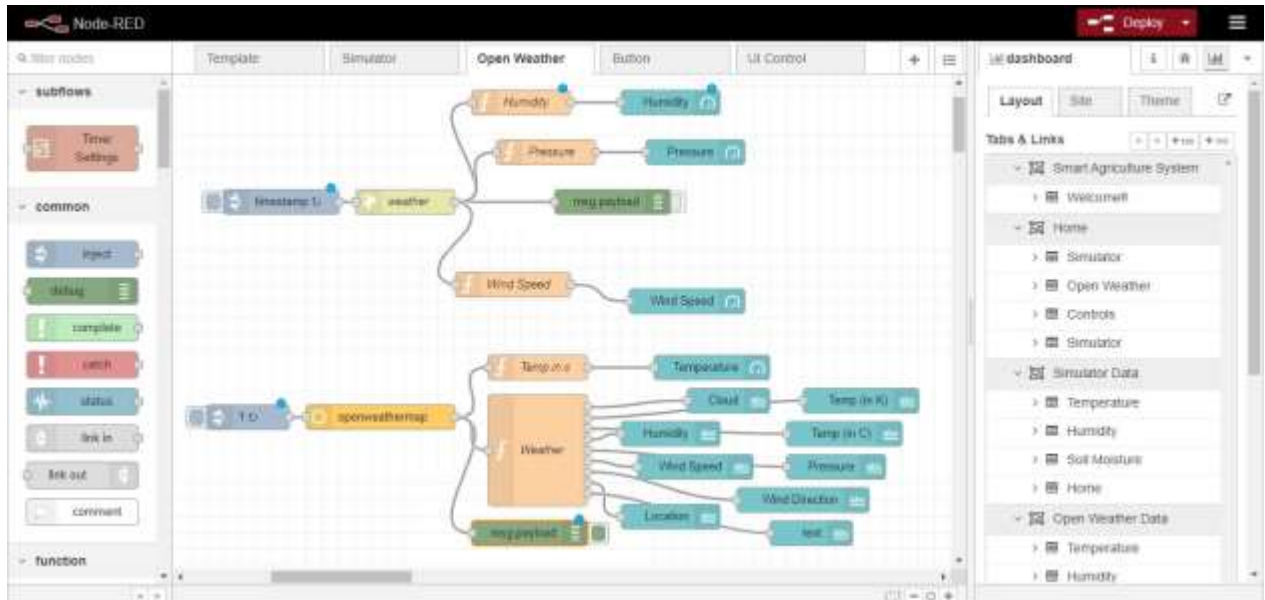 Node-RED
Deploy
filter nodes
Template
Simulator
Open Weather
Button
UI Control
dashboard
subflows
Timer
Settings
common
inject
debug
complete
catch
status
link in
link out
comment
function
Humidity
Humidity
Pressure
Pressure
timestamp
weather
msg.payload
Wind Speed
Wind Speed
Temperature
Cloud
Temp (in K)
openweathermap
Weather
Humidity
Temp (in C)
Wind Speed
Pressure
Wind Direction
Location
text
msg.payload
Layout
Site
Theme
Tabs & Links
Smart Agriculture System
Home
Simulator
Open Weather
Controls
Simulator
Simulator Data
Temperature
Humidity
Soil Moisture
Home
Open Weather Data
Temperature
Humidity